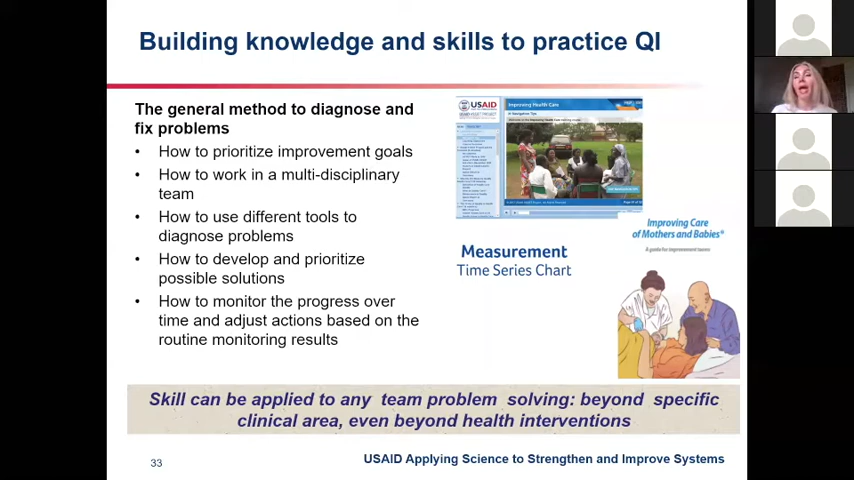 Building knowledge and skills to practice QI
The general method to diagnose and
fix problems
• How to prioritize improvement goals
• How to work in a multi-disciplinary
team
• How to use different tools to
diagnose problems
• How to develop and prioritize
possible solutions
• How to monitor the progress over
time and adjust actions based on the
routine monitoring results
USAID
Improving Health Care
Measurement
Time Series Chart
Improving Care
of Mothers and Babies®
A guide for improvement teams
Skill can be applied to any team problem solving: beyond specific
clinical area, even beyond health interventions
33
USAID Applying Science to Strengthen and Improve Systems